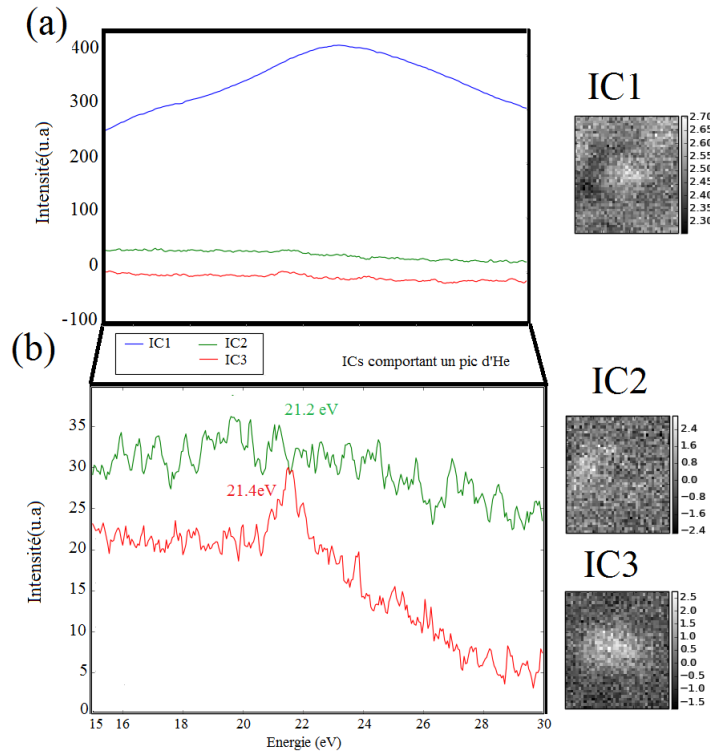 (a)
400
300
200
100
0
-100
Intensité(u.a)
IC1
2.70
2.65
2.60
2.55
2.50
2.45
2.40
2.35
2.30
(b)
IC1
IC2
IC3
ICs comportant un pic d'He
21.2 eV
21.4eV
35
30
25
20
15
10
5
0
Intensité(u.a)
15 16 18 20 22 24 26 28 30
Energie (eV)
IC2
2.4
1.6
0.8
0.0
−0.8
−1.6
−2.4
IC3
2.5
2.0
1.5
1.0
0.5
0.0
−0.5
−1.0
−1.5